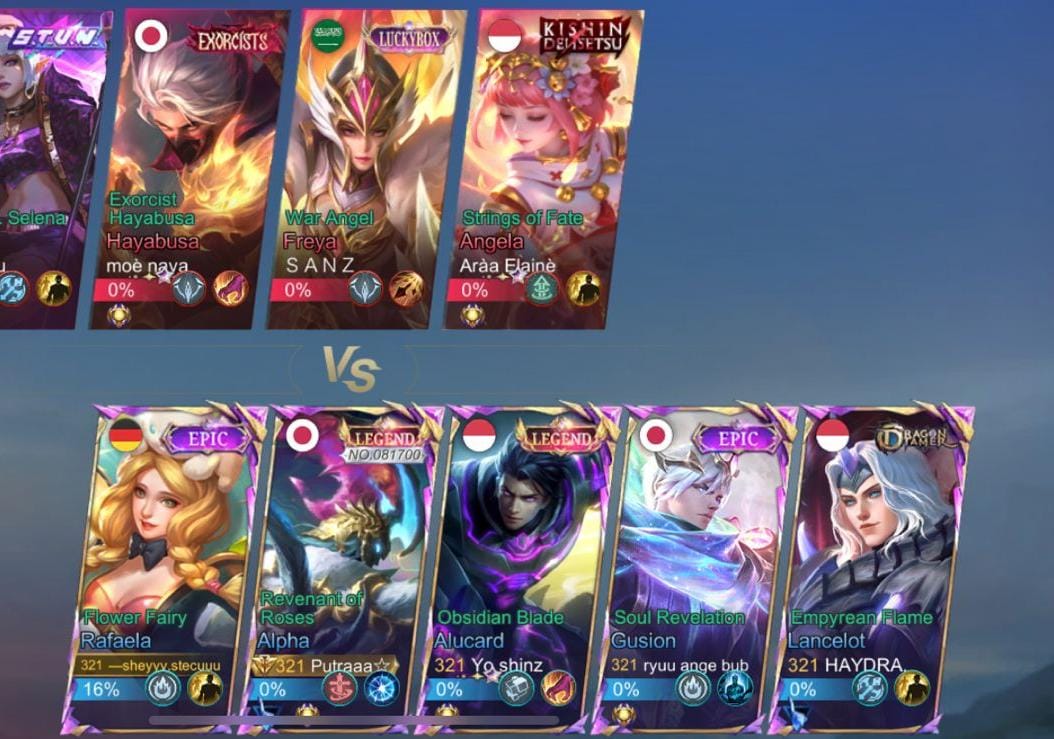 S.T.U.N.
Selena
u
EXORCISTS
Exorcist
Hayabusa
Hayabusa
moè naya
0%
LUCKYBOX
War Angel
Freya
S A N Z
0%
KISHIN
DENSETSU
Strings of Fate
Angela
Aràa Elainè
0%
Vs
EPIC
Flower Fairy
Rafaela
321 —sheyyy.stecuuu
16%
LEGEND
NO.081700
Revenant of
Roses
Alpha
321 Putraaa☆
0%
LEGEND
Obsidian Blade
Alucard
321 Yo shinz
0%
EPIC
Soul Revelation
Gusion
321 ryuu ange bub
0%
DRAGON
TAMER
Empyrean Flame
Lancelot
321 HAYDRA.
0%